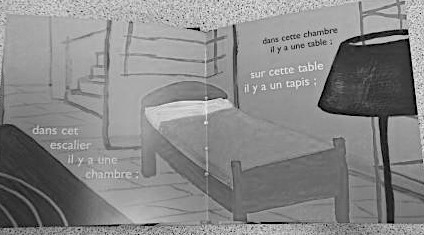 dans cet
escalier
il y a une
chambre ;
dans cette chambre
il y a une table ;
sur cette table
il y a un tapis ;